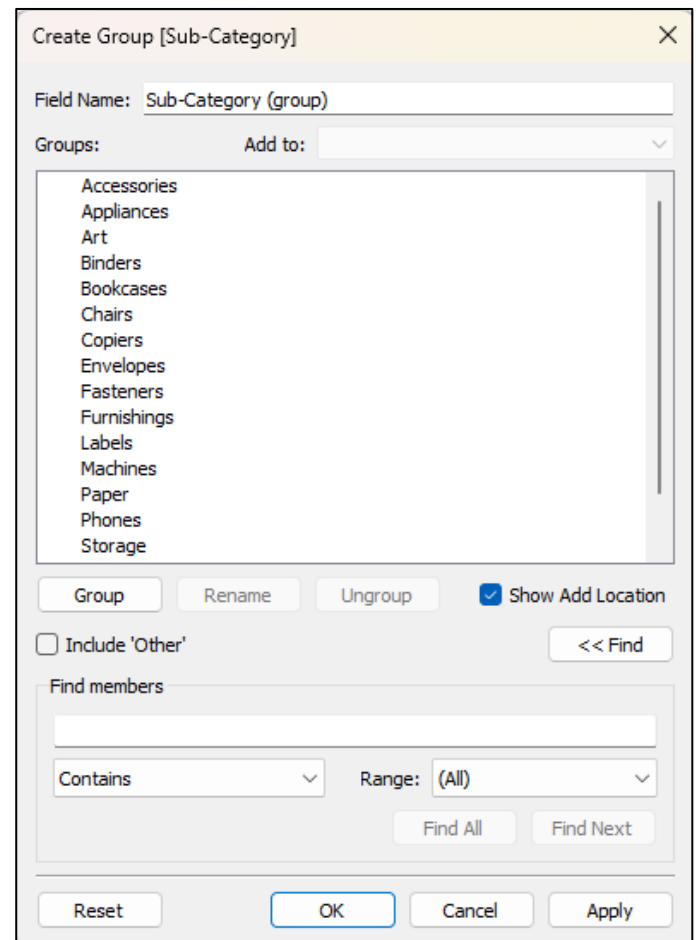 Create Group [Sub-Category]
Field Name: Sub-Category (group)
Groups: Add to:
Accessories
Appliances
Art
Binders
Bookcases
Chairs
Copiers
Envelopes
Fasteners
Furnishings
Labels
Machines
Paper
Phones
Storage
Group Rename Ungroup Show Add Location
Include 'Other' << Find
Find members
Contains Range: (All)
Find All Find Next
Reset OK Cancel Apply